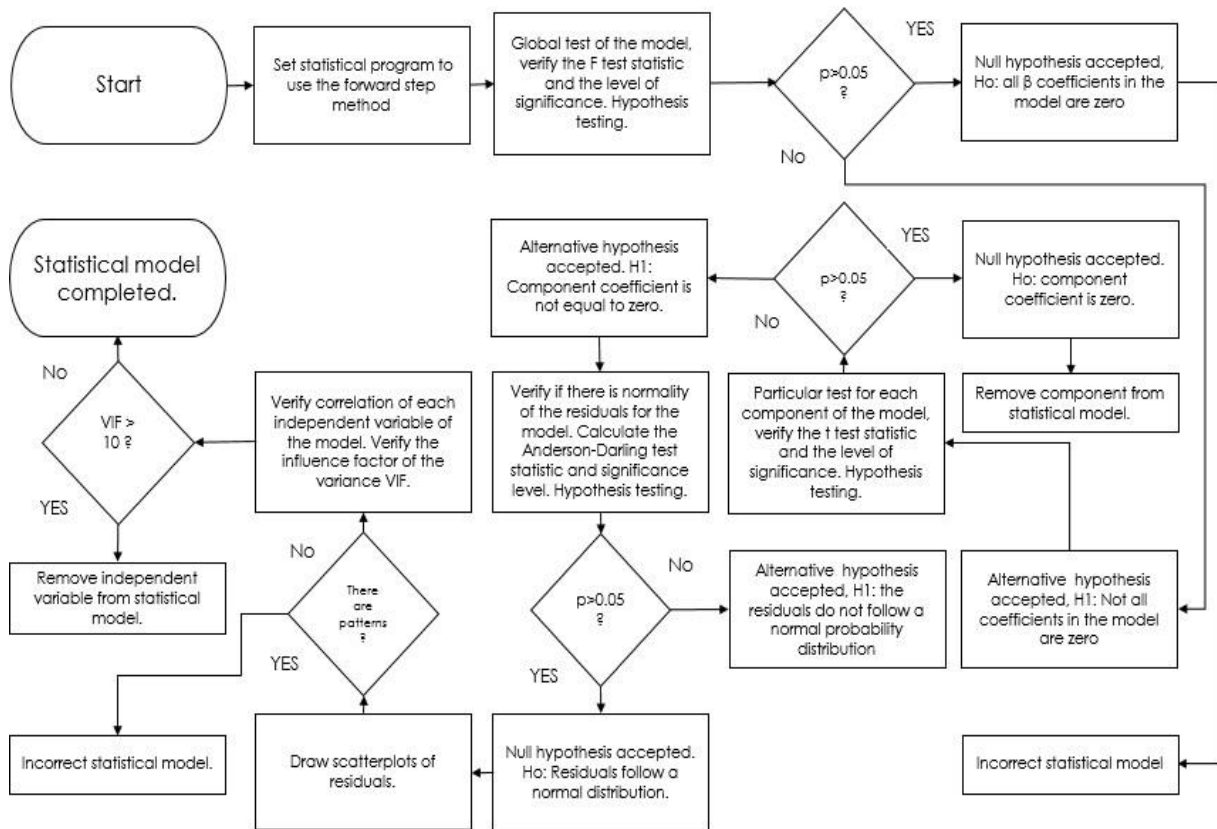 Start
Set statistical program to
use the forward step
method
Global test of the model,
verify the F test statistic
and the level of
significance. Hypothesis
testing.
p>0.05
?
YES
No
Null hypothesis accepted,
Ho: all β coefficients in the
model are zero
Statistical model
completed.
Alternative hypothesis
accepted. H1:
Component coefficient is
not equal to zero.
p>0.05
?
YES
No
Null hypothesis accepted.
Ho: component
coefficient is zero.
No
VIF >
10 ?
YES
Verify correlation of each
independent variable of
the model. Verify the
influence factor of the
variance VIF.
Verify if there is normality
of the residuals for the
model. Calculate the
Anderson-Darling test
statistic and significance
level. Hypothesis testing.
Particular test for each
component of the model,
verify the t test statistic
and the level of
significance. Hypothesis
testing.
Remove component from
statistical model.
Remove independent
variable from statistical
model.
No
There
are
patterns
?
YES
p>0.05
?
No
YES
Alternative hypothesis
accepted, H1: the
residuals do not follow a
normal probability
distribution
Alternative hypothesis
accepted, H1: Not all
coefficients in the model
are zero
Incorrect statistical model.
Draw scatterplots of
residuals.
Null hypothesis accepted.
Ho: Residuals follow a
normal distribution.
Incorrect statistical model